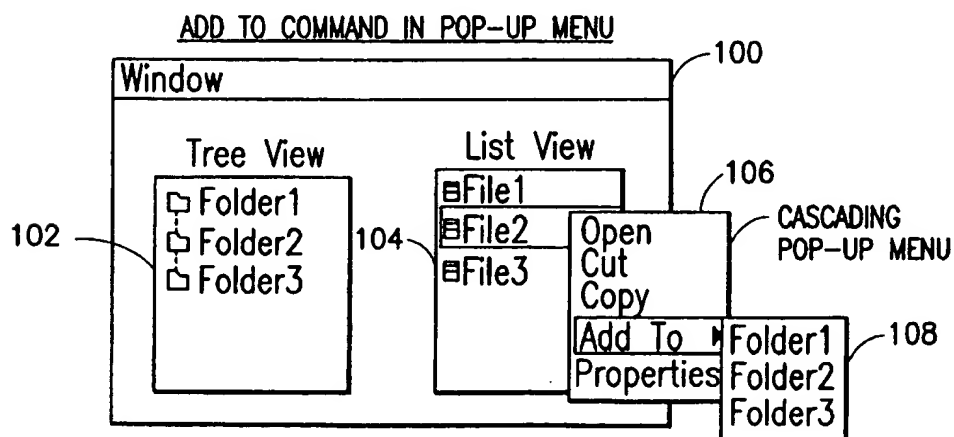 ADD TO COMMAND IN POP-UP MENU
100
Window
Tree View
List View
102
Folder1
Folder2
Folder3
104
File1
File2
File3
106
CASCADING
POP-UP MENU
Open
Cut
Copy
Add To
Properties
108
Folder1
Folder2
Folder3